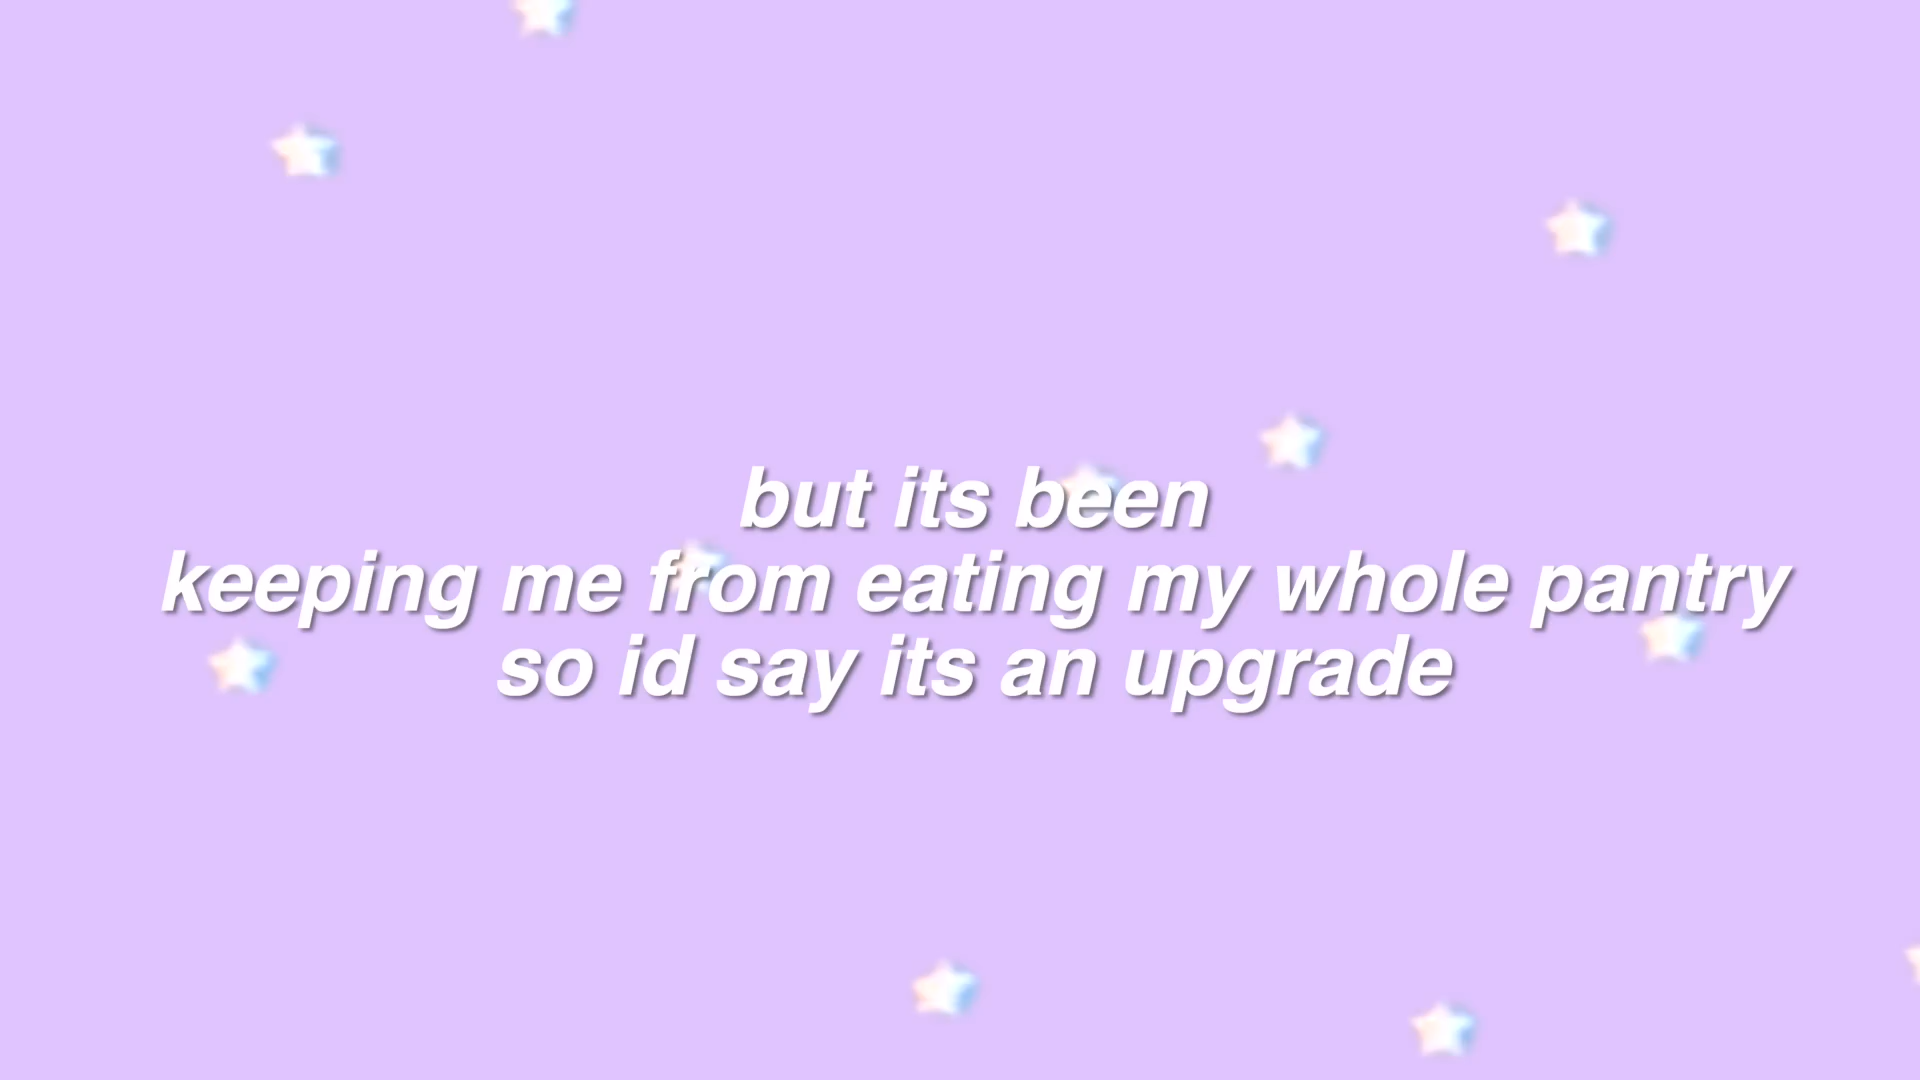 but its been
keeping me from eating my whole pantry
so id say its an upgrade